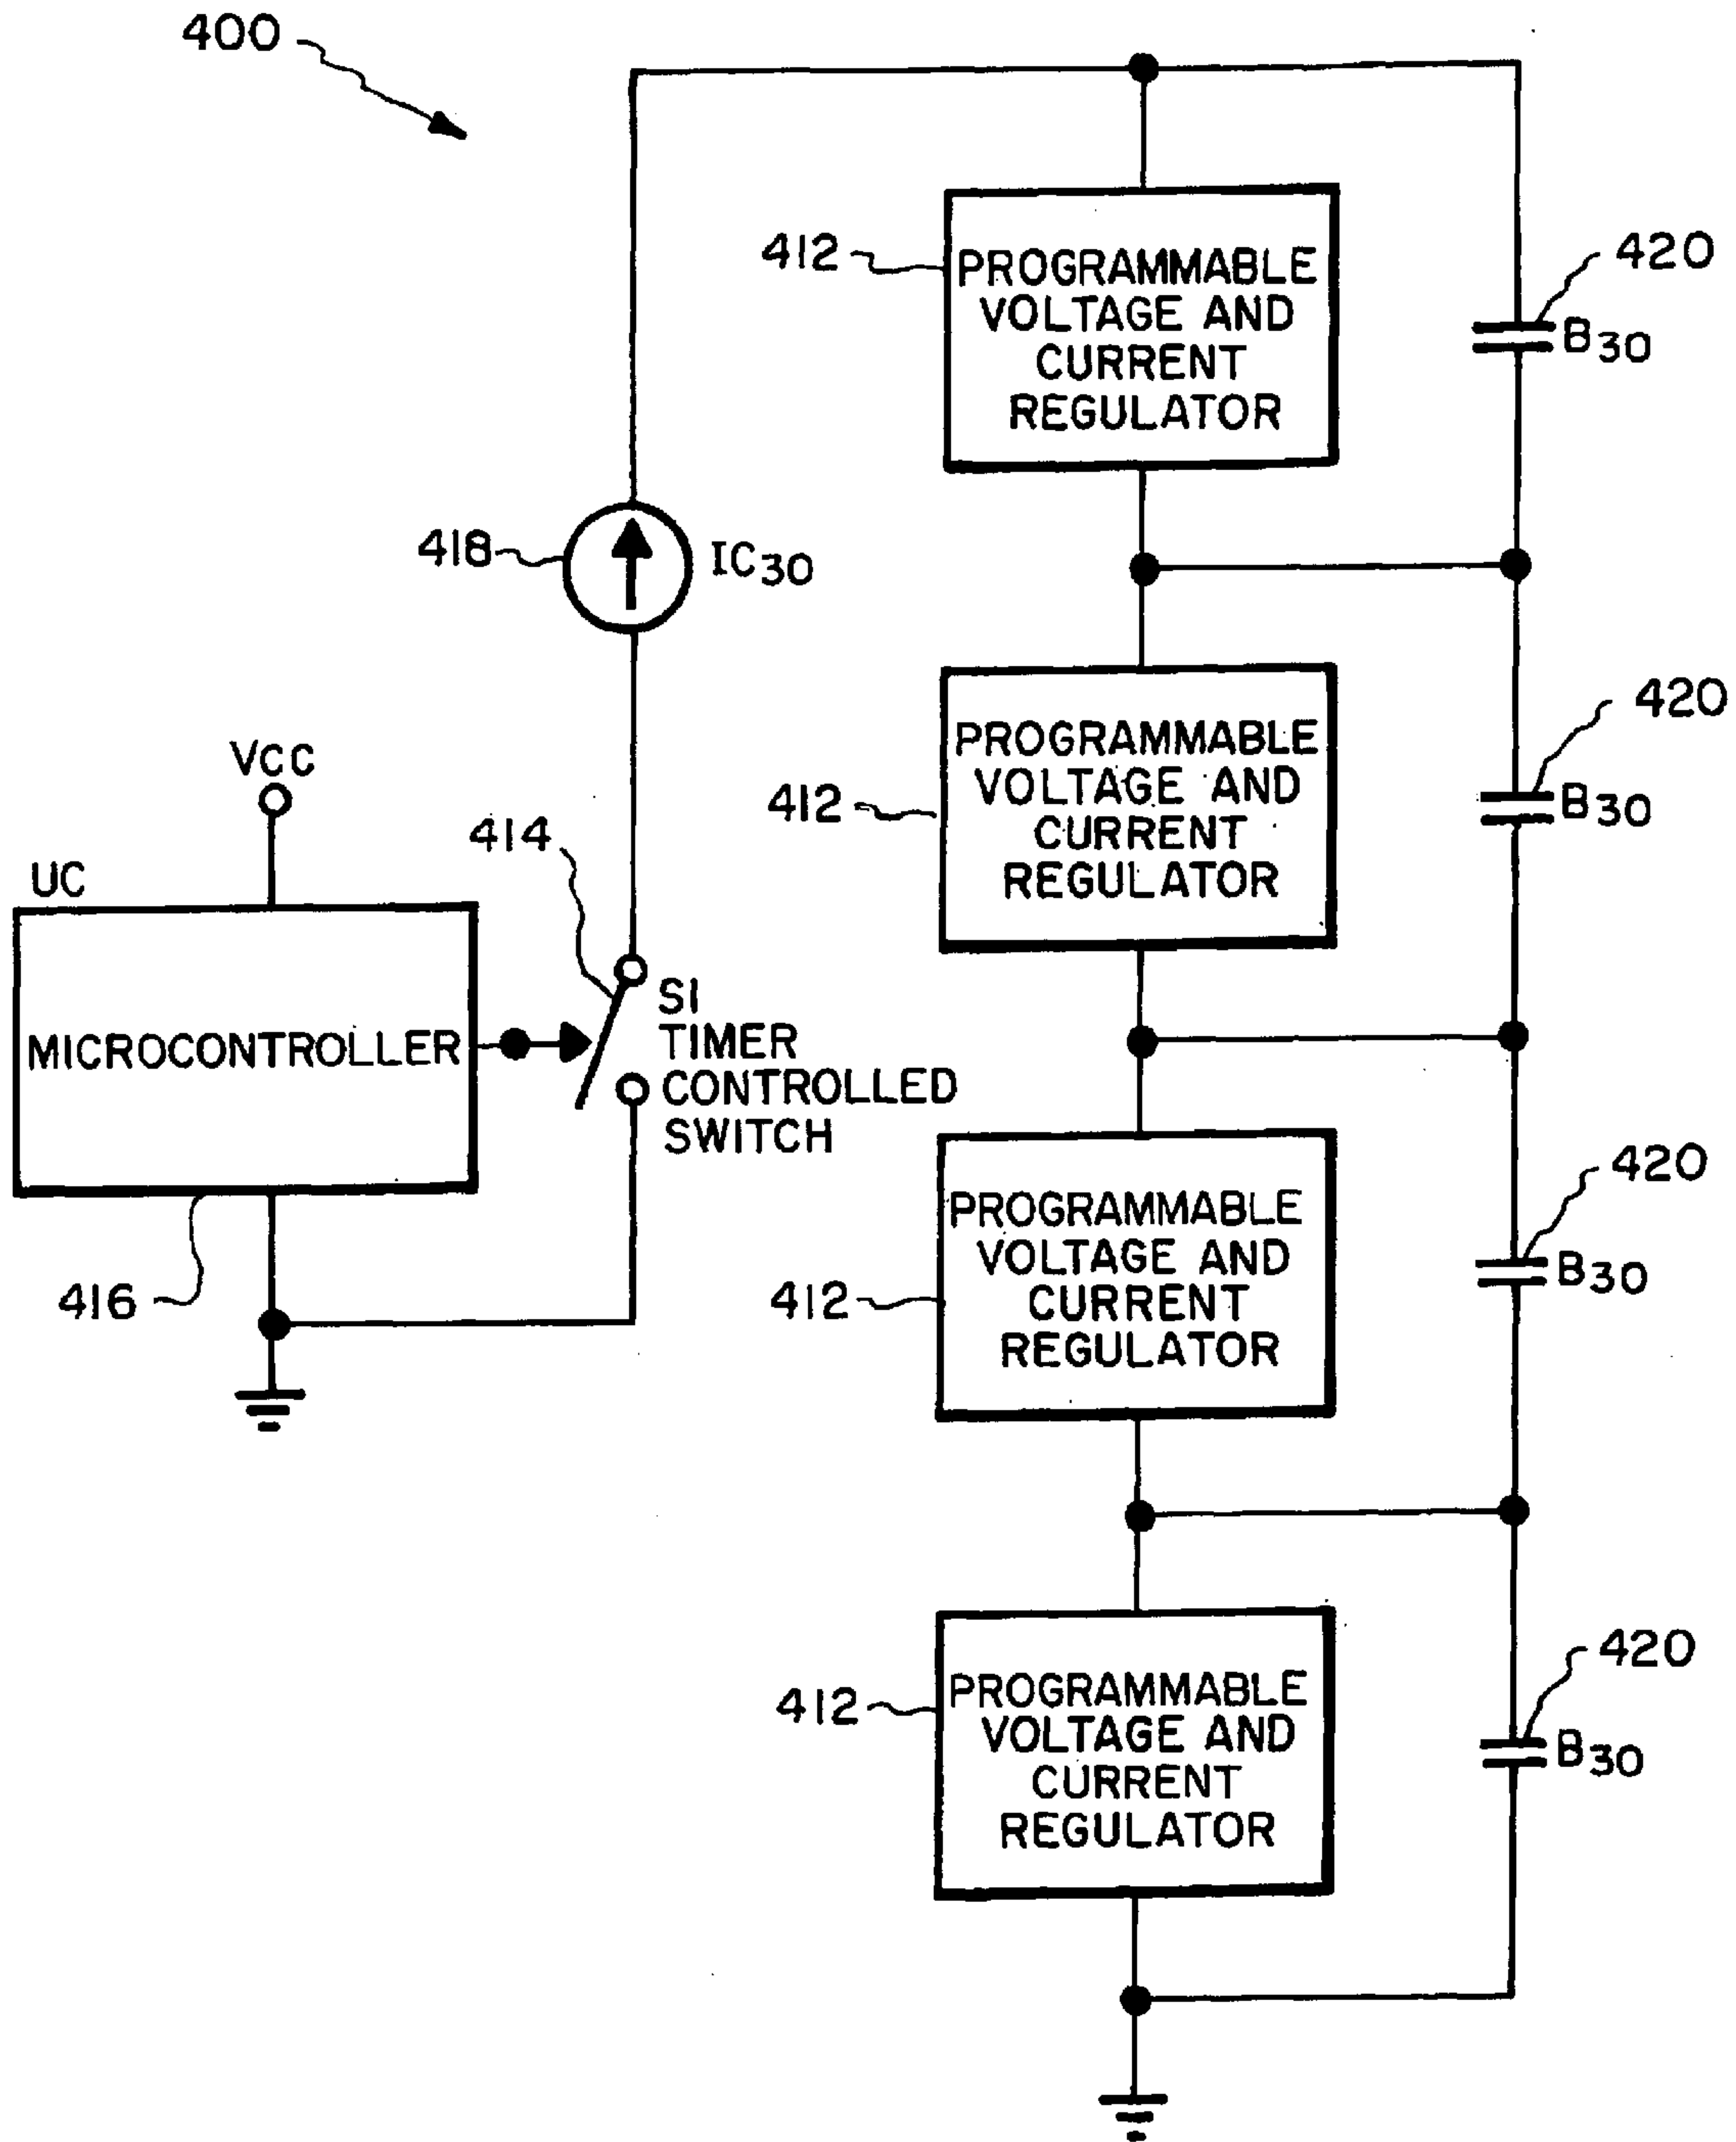 400
412
PROGRAMMABLE
VOLTAGE AND
CURRENT
REGULATOR
420
B30
418
IC30
412
PROGRAMMABLE
VOLTAGE AND
CURRENT
REGULATOR
420
B30
VCC
UC
MICROCONTROLLER
416
414
S1
TIMER
CONTROLLED
SWITCH
412
PROGRAMMABLE
VOLTAGE AND
CURRENT
REGULATOR
420
B30
412
PROGRAMMABLE
VOLTAGE AND
CURRENT
REGULATOR
420
B30